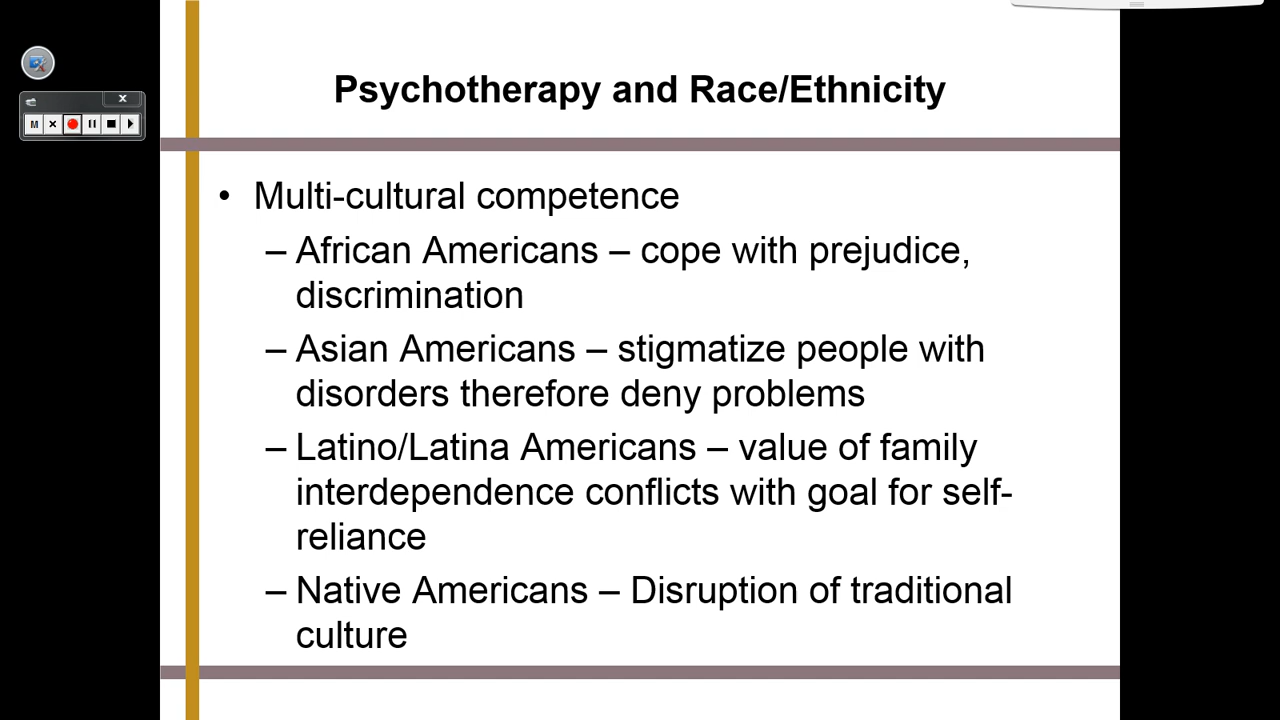 Psychotherapy and Race/Ethnicity
M
• Multi-cultural competence
– African Americans – cope with prejudice,
discrimination
– Asian Americans – stigmatize people with
disorders therefore deny problems
– Latino/Latina Americans – value of family
interdependence conflicts with goal for self-
reliance
– Native Americans – Disruption of traditional
culture